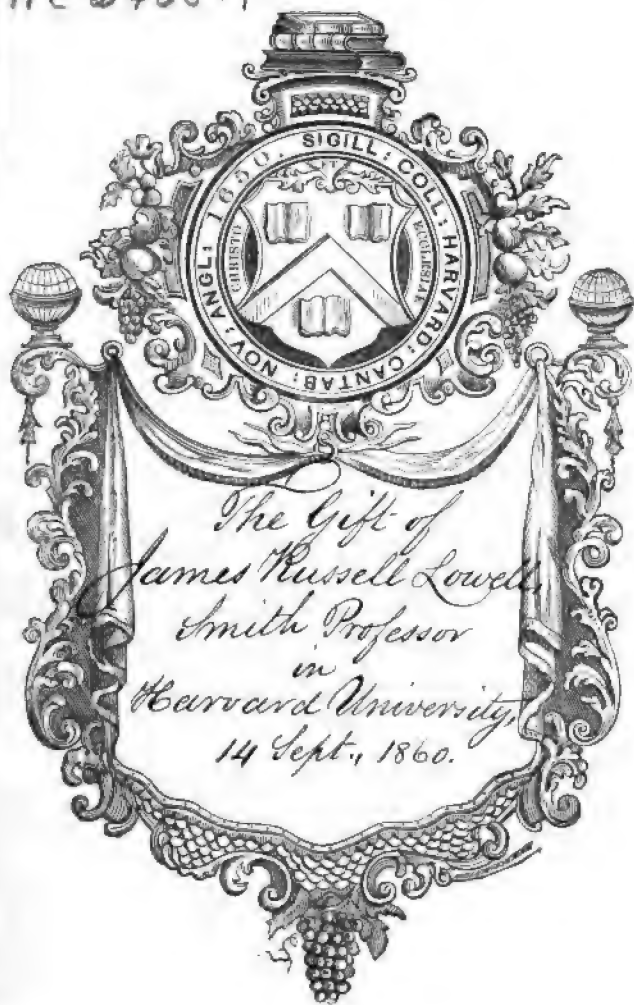 SIGILL: COLL: HARVARD: CANTAB: NOV: ANGL: 1650.
ET
CHRISTO
ECCLESIAE
The Gift of
James Russell Lowell,
Smith Professor
in
Harvard University,
14 Sept., 1860.